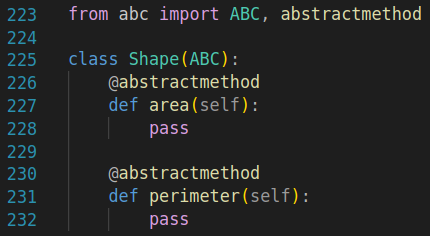 223 from abc import ABC, abstractmethod
224
225 class Shape(ABC):
226     @abstractmethod
227     def area(self):
228         pass
229
230     @abstractmethod
231     def perimeter(self):
232         pass